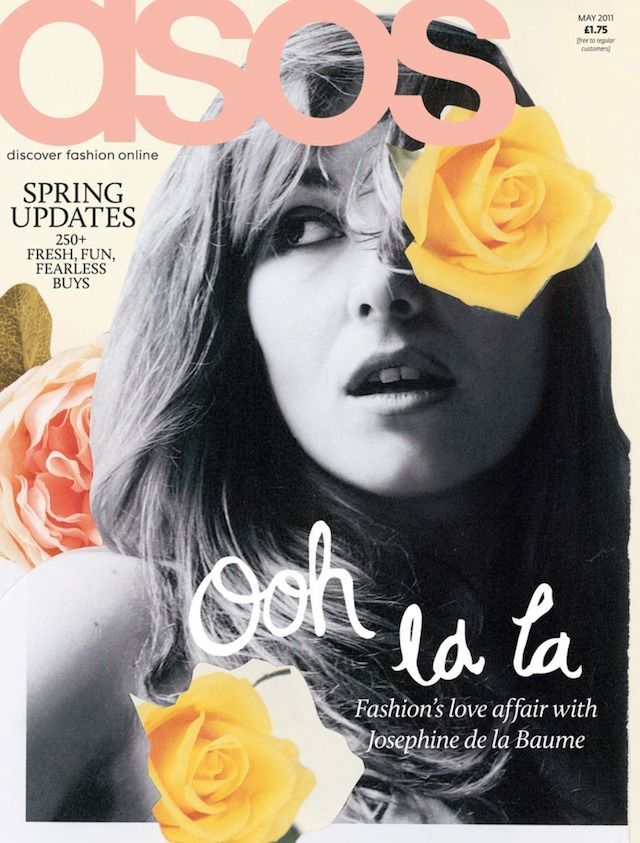 asos
MAY 2011
£1.75
[free to regular
customers]
discover fashion online
SPRING
UPDATES
250+
FRESH, FUN,
FEARLESS
BUYS
Ooh
la la
Fashion's love affair with
Josephine de la Baume